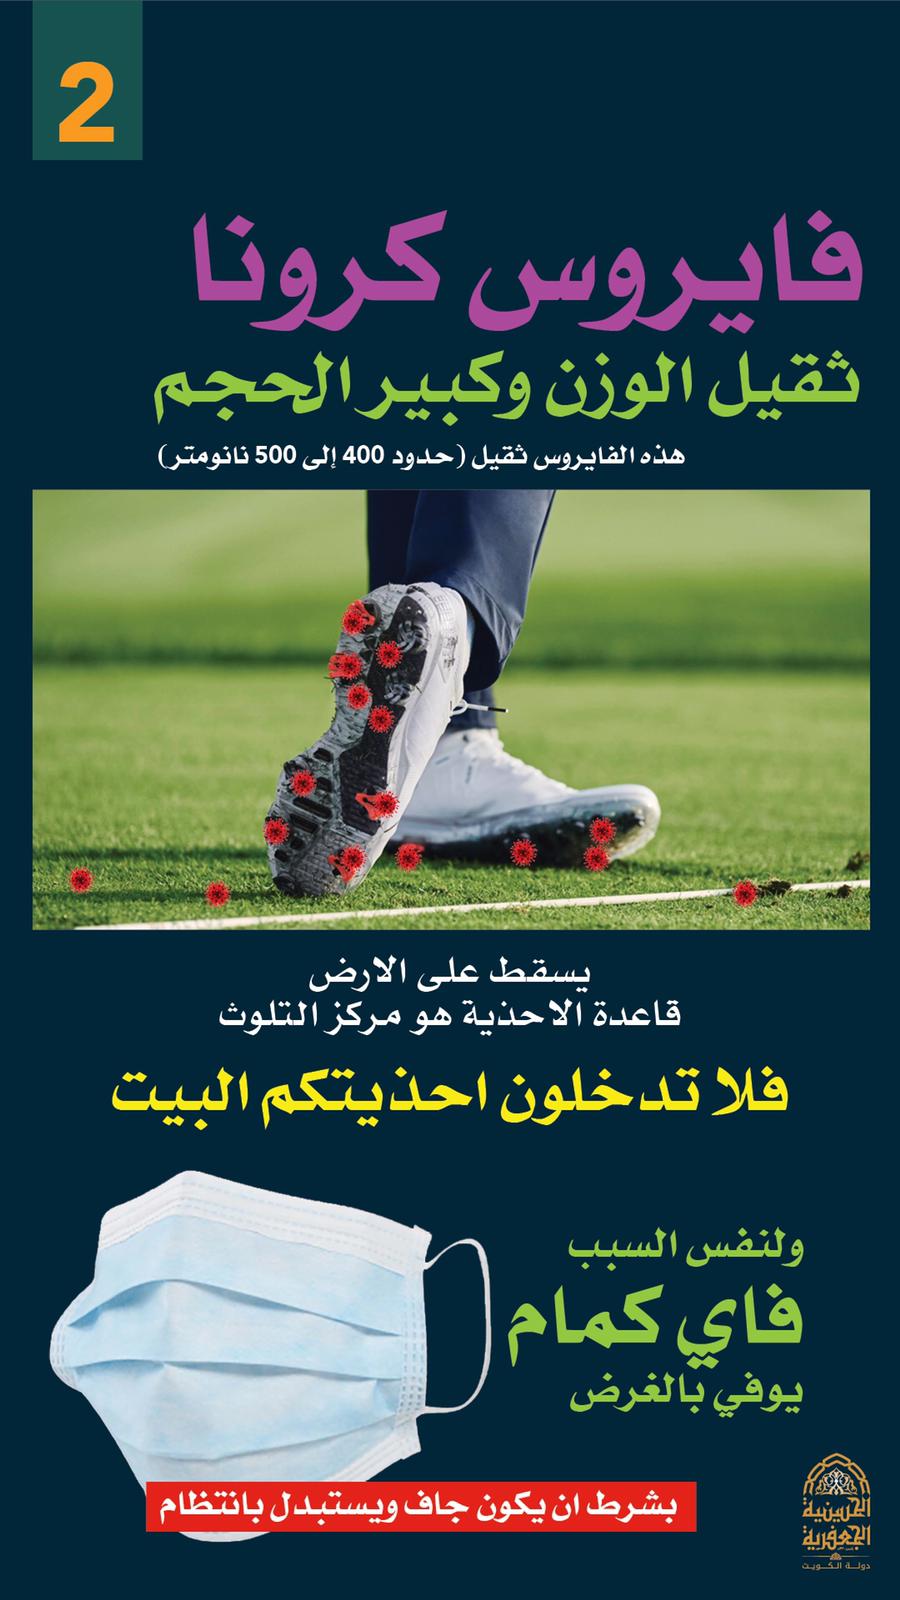 2
فايروس كرونا
ثقيل الوزن وكبير الحجم
هذه الفايروس ثقيل (حدود 400 إلى 500 نانومتر)
يسقط على الارض
قاعدة الاحذية هو مركز التلوث
فلا تدخلون احذيتكم البيت
ولنفس السبب
فاي كمام
يوفي بالغرض
بشرط ان يكون جاف ويستبدل بانتظام
الحسينية
الجعفرية
دولة الكويت